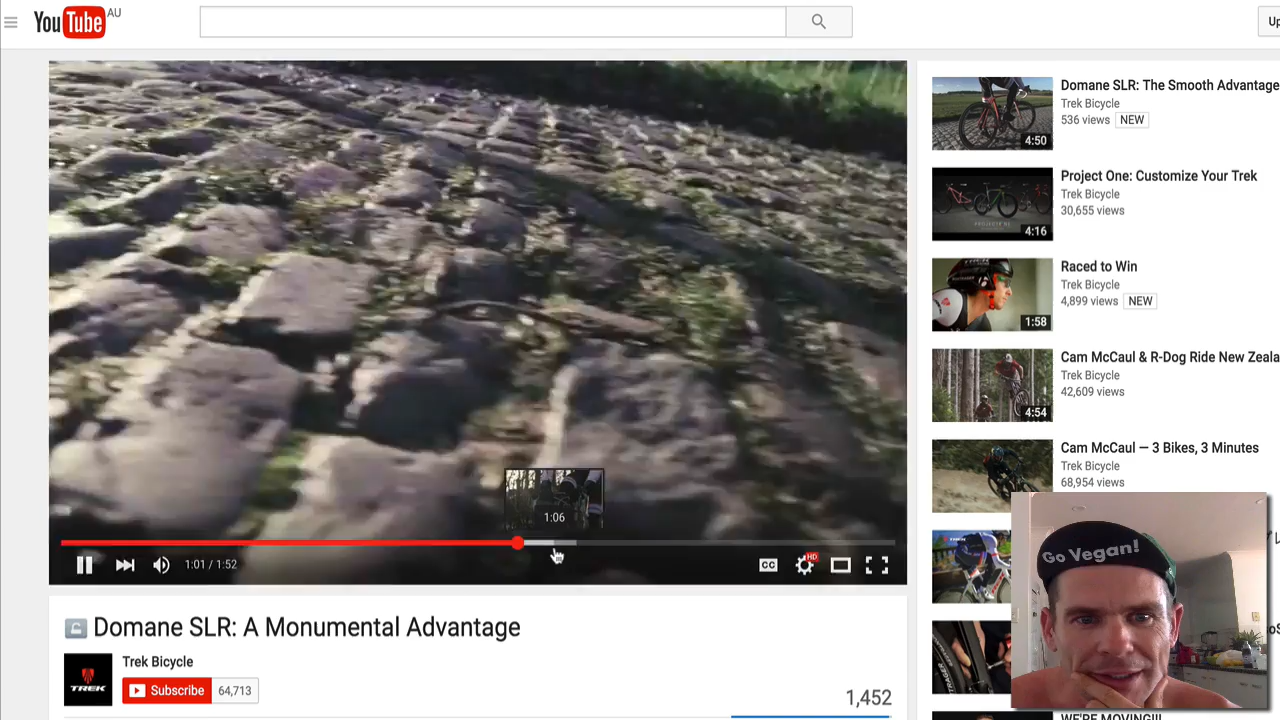 YouTube AU
Up
1:06
1:01 / 1:52
CC
HD
Domane SLR: A Monumental Advantage
Trek Bicycle
TREK
Subscribe 64,713
1,452
Domane SLR: The Smooth Advantage
Trek Bicycle
536 views NEW
4:50
Project One: Customize Your Trek
Trek Bicycle
30,655 views
4:16
Raced to Win
Trek Bicycle
4,899 views NEW
1:58
Cam McCaul & R-Dog Ride New Zeala
Trek Bicycle
42,609 views
4:54
Cam McCaul — 3 Bikes, 3 Minutes
Trek Bicycle
68,954 views
Go Vegan!
WE'RE MOVING!!!